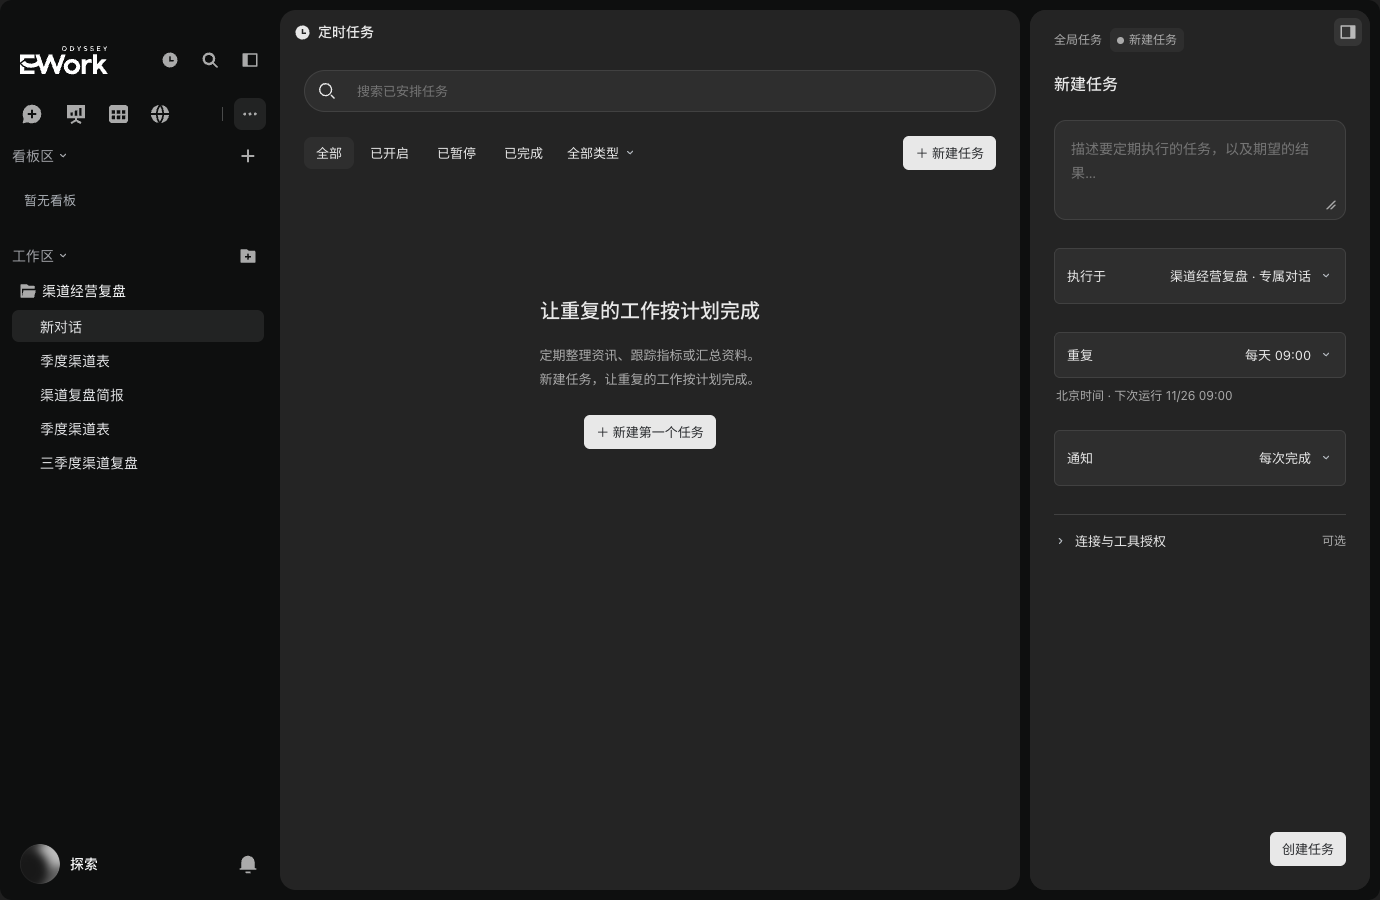 ODYSSEY
EWork
看板区
暂无看板
工作区
渠道经营复盘
新对话
季度渠道表
渠道复盘简报
季度渠道表
三季度渠道复盘
探索
定时任务
搜索已安排任务
全部 已开启 已暂停 已完成 全部类型
新建任务
让重复的工作按计划完成
定期整理资讯、跟踪指标或汇总资料。
新建任务，让重复的工作按计划完成。
新建第一个任务
全局任务 新建任务
新建任务
描述要定期执行的任务，以及期望的结
果...
执行于 渠道经营复盘 · 专属对话
重复 每天 09:00
北京时间 · 下次运行 11/26 09:00
通知 每次完成
连接与工具授权 可选
创建任务